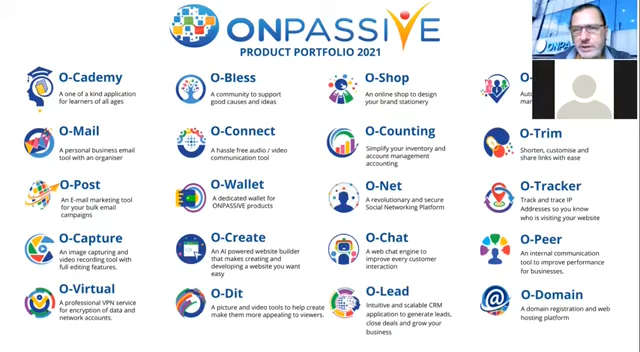 ONPASSIVE
PRODUCT PORTFOLIO 2021
O-Cademy
A one of a kind application
for learners of all ages
O-Bless
A community to support
good causes and ideas
O-Shop
An online shop to design
your brand stationery
O-Mail
A personal business email
tool with an organiser
O-Connect
A hassle free audio / video
communication tool
O-Counting
Simplify your inventory and
account management
accounting
O-Trim
Shorten, customise and
share links with ease
O-Post
An E-mail marketing tool
for your bulk email
campaigns
O-Wallet
A dedicated wallet for
ONPASSIVE products
O-Net
A revolutionary and secure
Social Networking Platform
O-Tracker
Track and trace IP
Addresses so you know
who is visiting your website
O-Capture
An image capturing and
video recording tool with
full editing features.
O-Create
An AI powered website builder
that makes creating and
developing a website you want
easy
O-Chat
A web chat engine to
improve every customer
interaction
O-Peer
An internal communication
tool to improve performance
for businesses.
O-Virtual
A professional VPN service
for encryption of data and
network accounts.
O-Dit
A picture and video tools to help create
make them more appealing to viewers.
O-Lead
Intuitive and scalable CRM
application to generate leads,
close deals and grow your
business
O-Domain
A domain registration and web
hosting platform